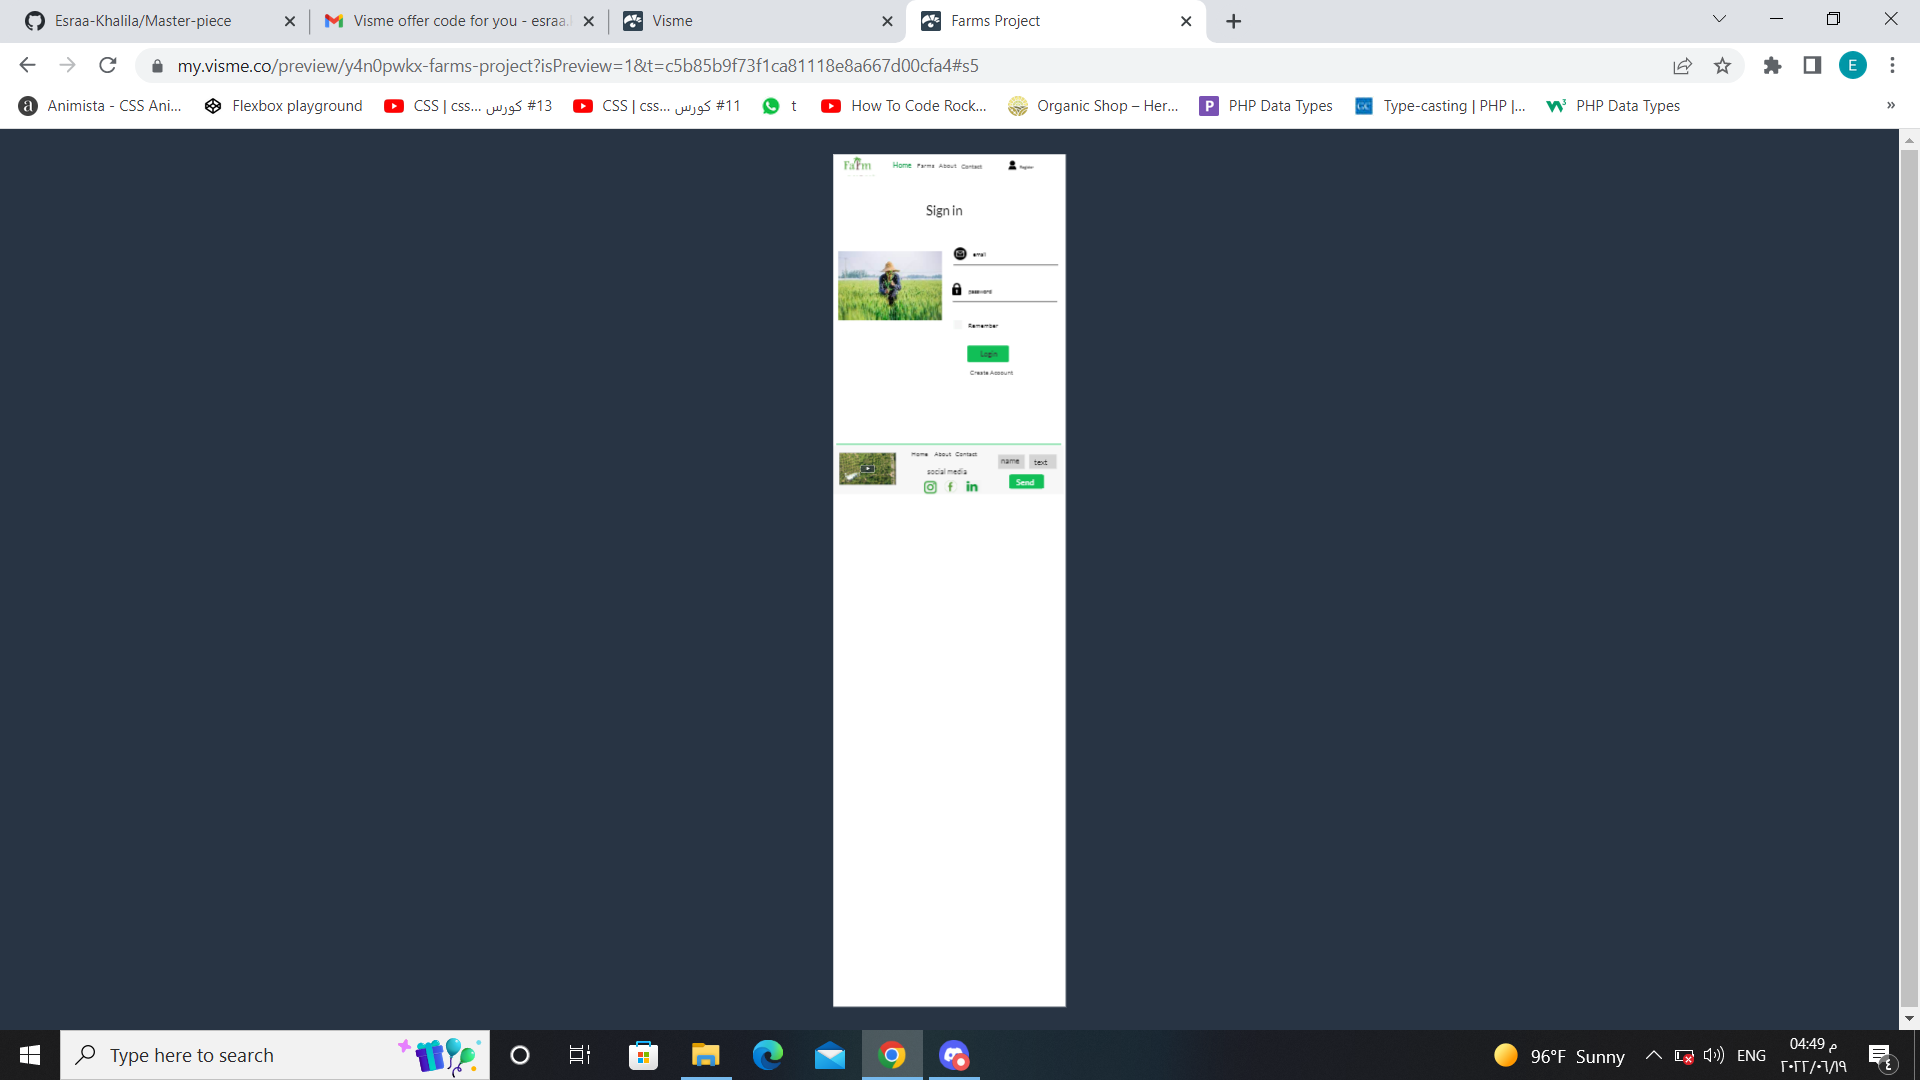 Esraa-Khalila/Master-piece
Visme offer code for you - esraa.
Visme
Farms Project
my.visme.co/preview/y4n0pwkx-farms-project?isPreview=1&t=c5b85b9f73f1ca81118e8a667d00cfa4#s5
E
Animista - CSS Ani...
Flexbox playground
CSS | css... كورس #13
CSS | css... كورس #11
t
How To Code Rock...
Organic Shop – Her...
PHP Data Types
Type-casting | PHP |...
PHP Data Types
»
Farm
Home Farms About Contact
Register
Sign in
email
password
Remember
Login
Create Account
Home About Contact
social media
name text
Send
Type here to search
96°F Sunny
ENG
04:49 م
٢٠٢٢/٠٦/١٩
٤